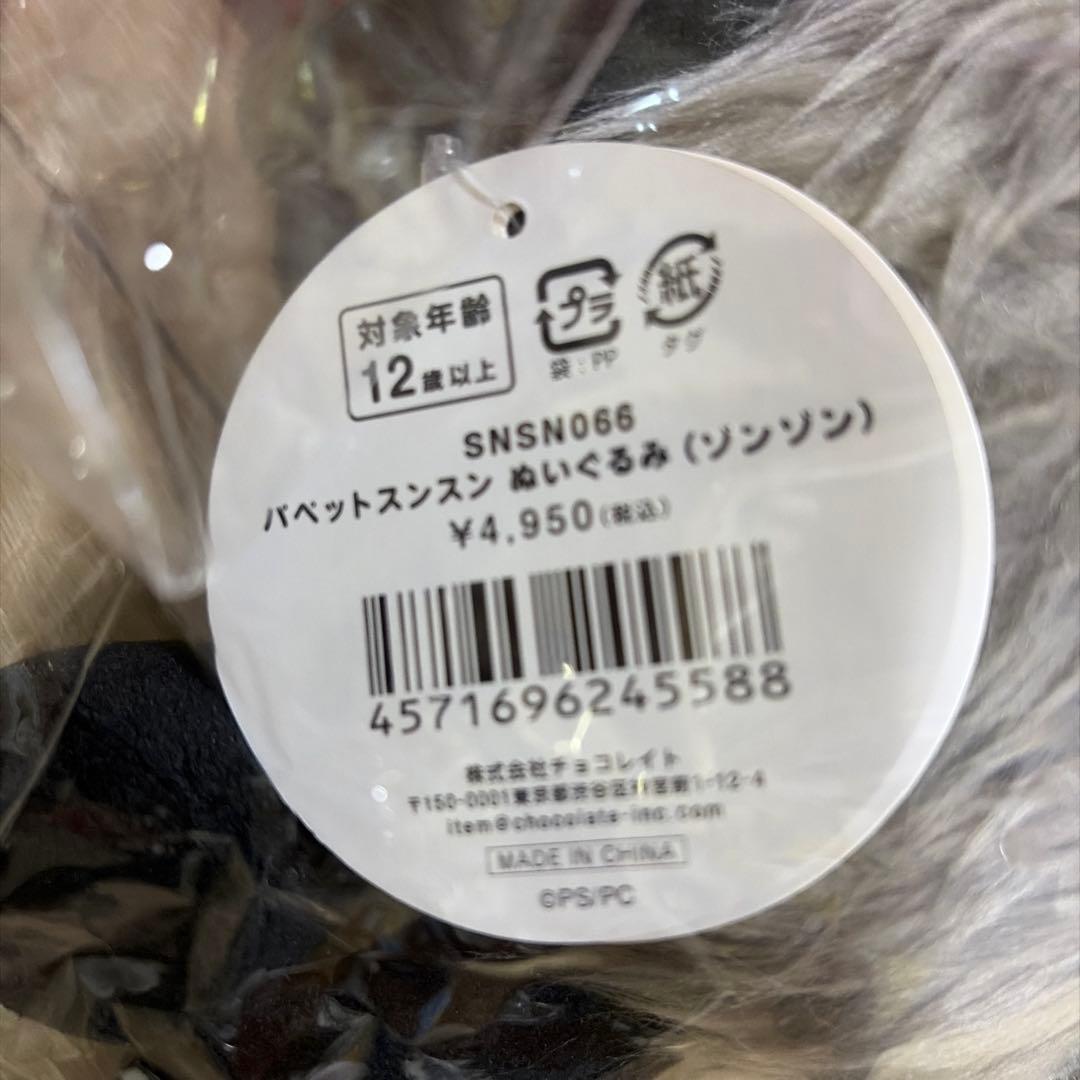 対象年齢
12歳以上
プラ
袋:PP
紙
タグ
SNSN066
パペットスンスン ぬいぐるみ(ゾンゾン)
¥4,950(税込)
4571696245588
株式会社チョコレイト
〒150-0001東京都渋谷区神宮前1-12-4
item@chocolate-inc.com
MADE IN CHINA
©PS/PC